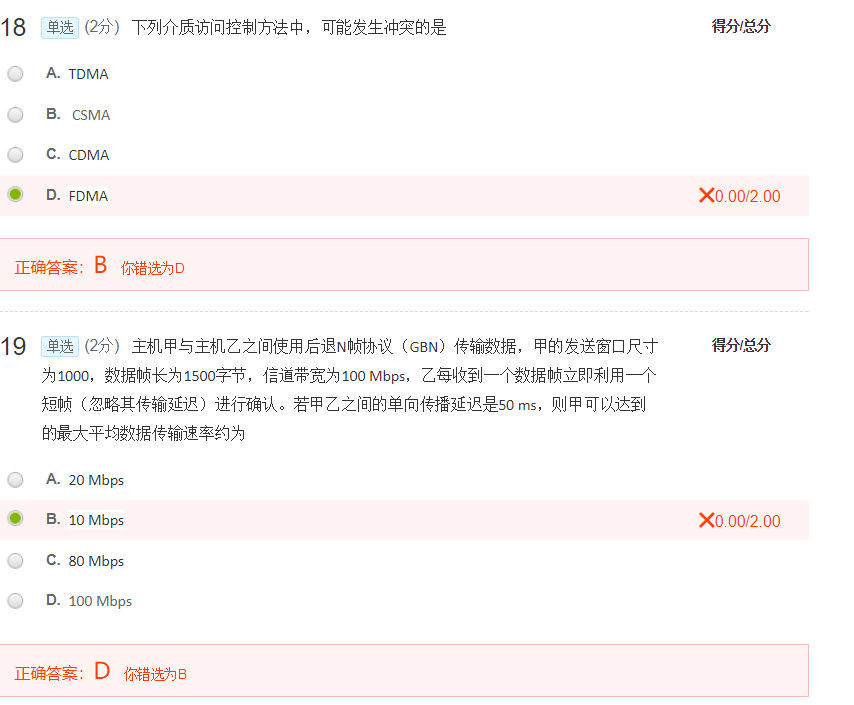 18 单选 (2分) 下列介质访问控制方法中，可能发生冲突的是 得分/总分
A. TDMA
B. CSMA
C. CDMA
D. FDMA 0.00/2.00
正确答案：B 你错选为D
19 单选 (2分) 主机甲与主机乙之间使用后退N帧协议（GBN）传输数据，甲的发送窗口尺寸 得分/总分
为1000，数据帧长为1500字节，信道带宽为100 Mbps，乙每收到一个数据帧立即利用一个
短帧（忽略其传输延迟）进行确认。若甲乙之间的单向传播延迟是50 ms，则甲可以达到
的最大平均数据传输速率约为
A. 20 Mbps
B. 10 Mbps 0.00/2.00
C. 80 Mbps
D. 100 Mbps
正确答案：D 你错选为B